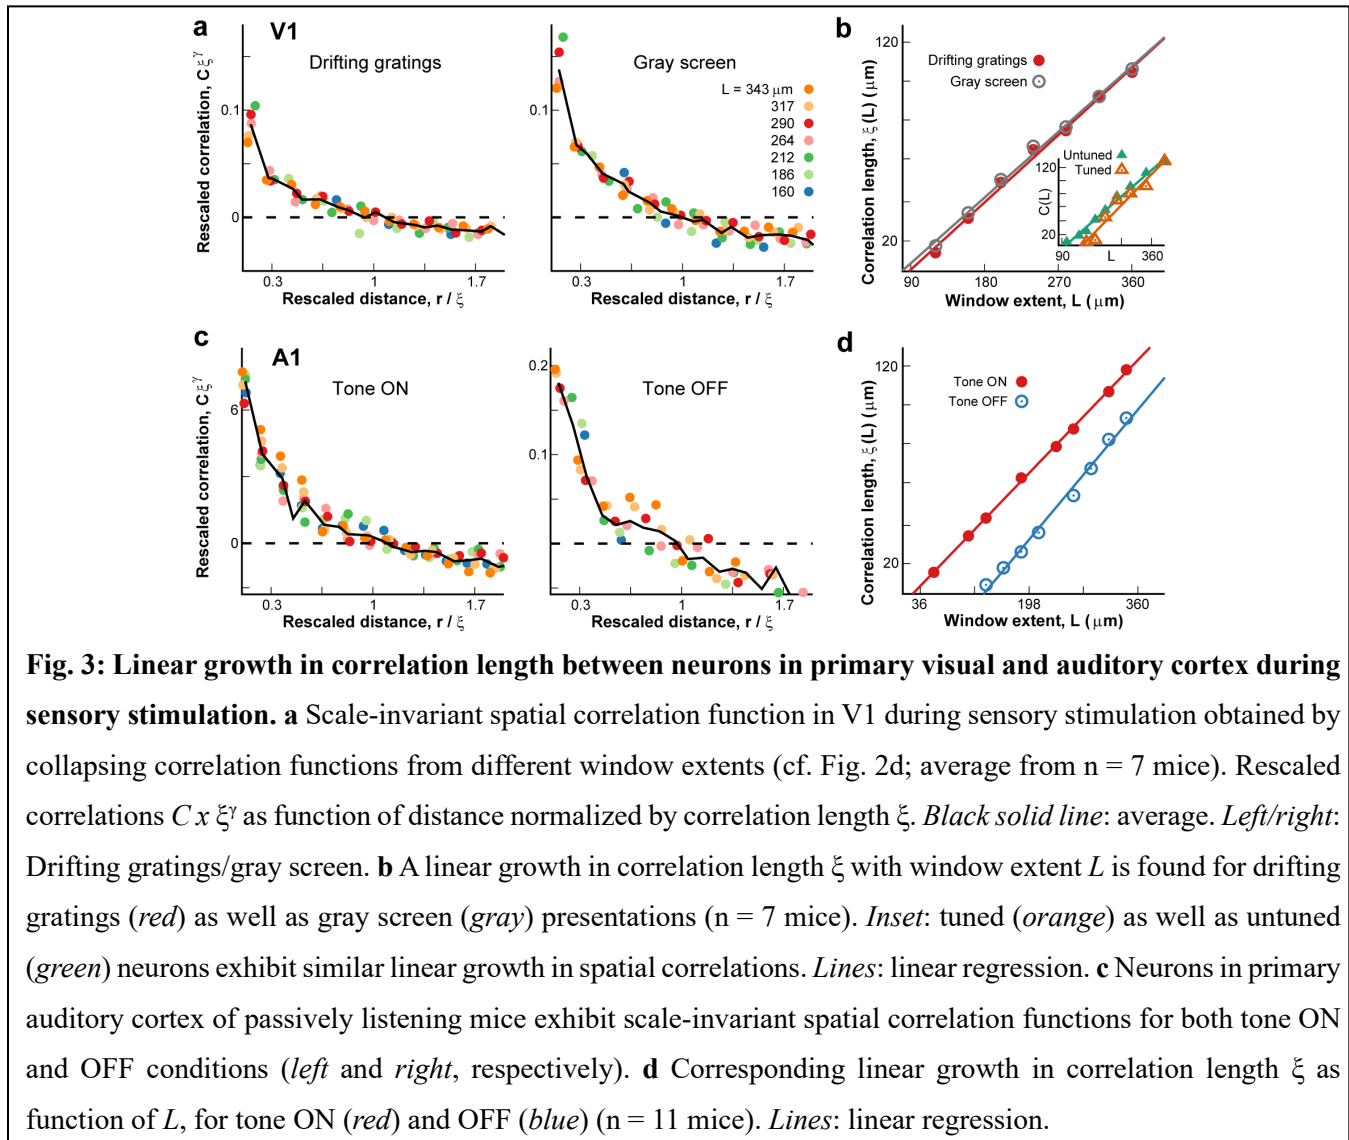 a
V1
Drifting gratings
Rescaled correlation, Cξγ
0.1
0
0.3
1
1.7
Rescaled distance, r / ξ
Gray screen
L = 343 μm
317
290
264
212
186
160
0.1
0.3
1
1.7
Rescaled distance, r / ξ
b
Correlation length, ξ(L) (μm)
120
20
Drifting gratings
Gray screen
90
180
270
360
Window extent, L (μm)
Untuned
Tuned
C(L)
120
20
90
L
360
c
A1
Tone ON
Rescaled correlation, Cξγ
6
0
0.3
1
1.7
Rescaled distance, r / ξ
Tone OFF
0.2
0.1
0.3
1
1.7
Rescaled distance, r / ξ
d
Correlation length, ξ(L) (μm)
120
20
Tone ON
Tone OFF
36
198
360
Window extent, L (μm)
Fig. 3: Linear growth in correlation length between neurons in primary visual and auditory cortex during
sensory stimulation. a Scale-invariant spatial correlation function in V1 during sensory stimulation obtained by
collapsing correlation functions from different window extents (cf. Fig. 2d; average from n = 7 mice). Rescaled
correlations C x ξγ as function of distance normalized by correlation length ξ. Black solid line: average. Left/right:
Drifting gratings/gray screen. b A linear growth in correlation length ξ with window extent L is found for drifting
gratings (red) as well as gray screen (gray) presentations (n = 7 mice). Inset: tuned (orange) as well as untuned
(green) neurons exhibit similar linear growth in spatial correlations. Lines: linear regression. c Neurons in primary
auditory cortex of passively listening mice exhibit scale-invariant spatial correlation functions for both tone ON
and OFF conditions (left and right, respectively). d Corresponding linear growth in correlation length ξ as
function of L, for tone ON (red) and OFF (blue) (n = 11 mice). Lines: linear regression.